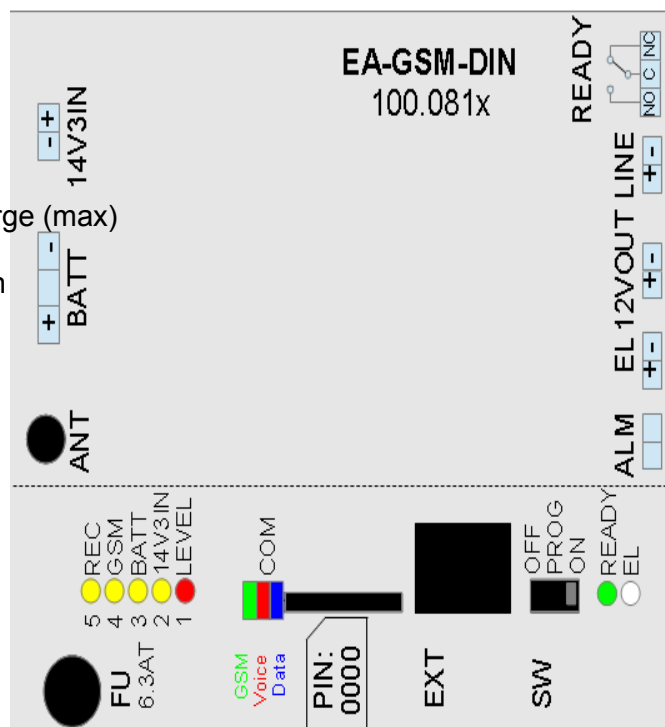 EA-GSM-DIN
100.081x
READY
NO C NC
- +
14V3IN
LINE
+ -
rge (max)
n
+ -
BATT
12VOUT
+ -
EL
+ -
ANT
ALM
5 REC
4 GSM
3 BATT
2 14V3IN
1 LEVEL
COM
OFF
PROG
ON
READY
EL
FU
6.3AT
GSM
Voice
Data
PIN:
0000
EXT
SW